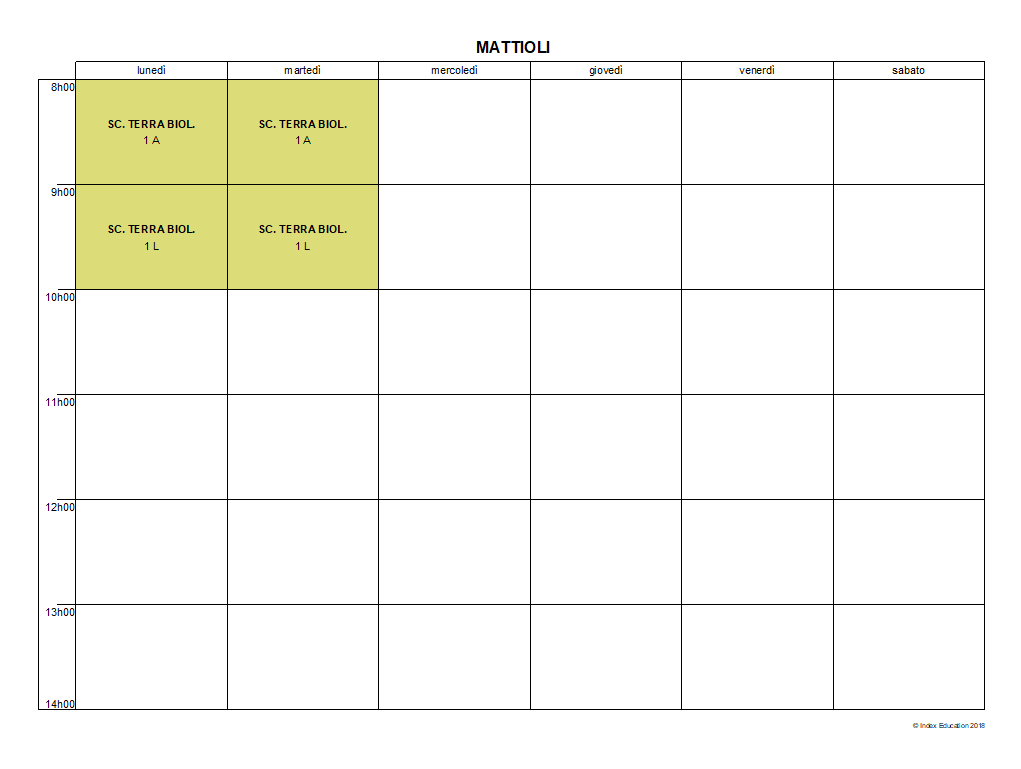 MATTIOLI
lunedì martedì mercoledì giovedì venerdì sabato
8h00
SC. TERRA BIOL. SC. TERRA BIOL.
1 A 1 A
9h00
SC. TERRA BIOL. SC. TERRA BIOL.
1 L 1 L
10h00
11h00
12h00
13h00
14h00
© Index Education 2018